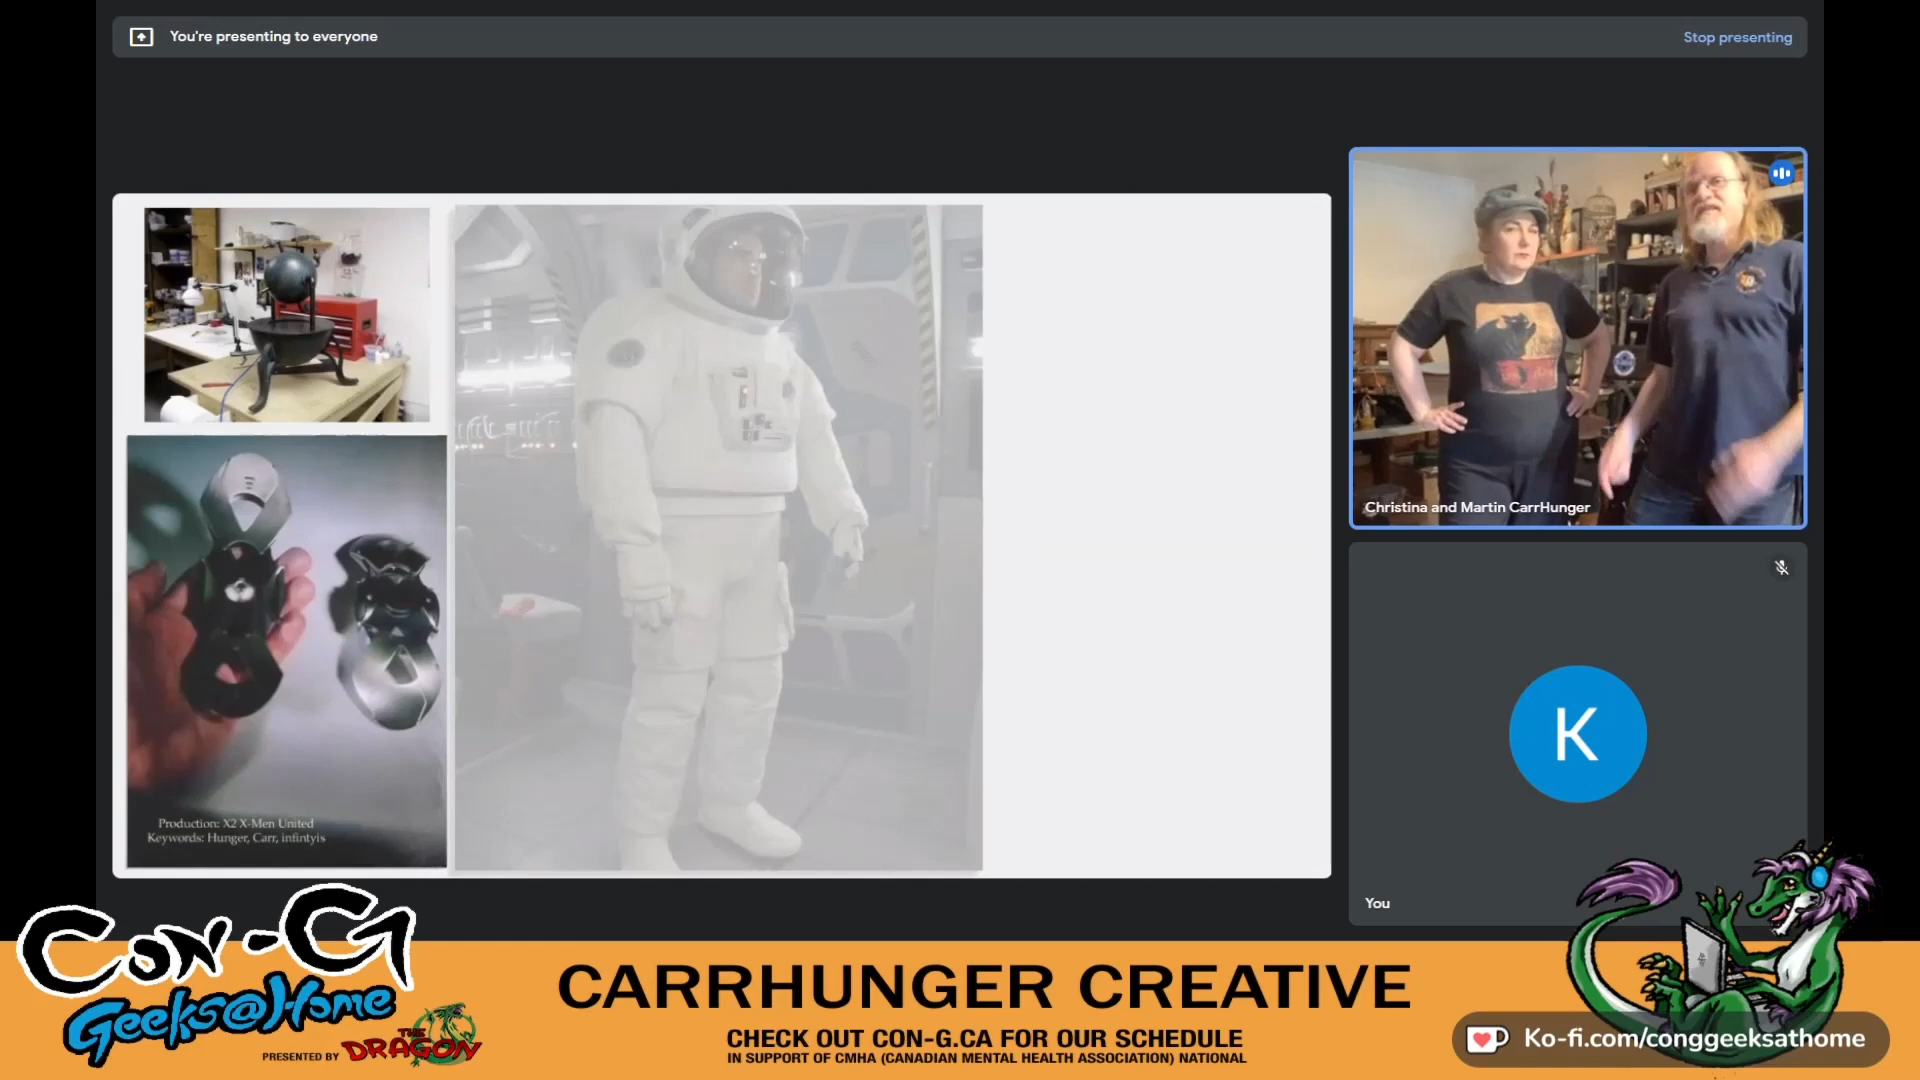 You're presenting to everyone
Stop presenting
Production: X2 X-Men United
Keywords: Hunger, Carr, infintyis
Christina and Martin CarrHunger
K
You
Con-G
Geeks@Home
PRESENTED BY THE DRAGON
CARRHUNGER CREATIVE
CHECK OUT CON-G.CA FOR OUR SCHEDULE
IN SUPPORT OF CMHA (CANADIAN MENTAL HEALTH ASSOCIATION) NATIONAL
Ko-fi.com/conggeeksathome